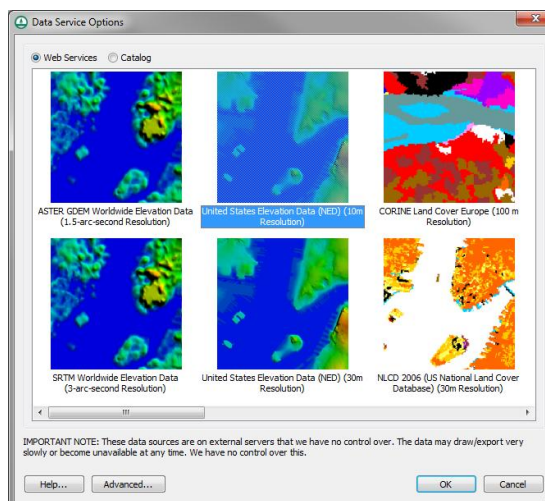 Data Service Options
Web Services
Catalog
ASTER GDEM Worldwide Elevation Data
(1.5-arc-second Resolution)
United States Elevation Data (NED) (10m
Resolution)
CORINE Land Cover Europe (100 m
Resolution)
SRTM Worldwide Elevation Data
(3-arc-second Resolution)
United States Elevation Data (NED) (30m
Resolution)
NLCD 2006 (US National Land Cover
Database) (30m Resolution)
IMPORTANT NOTE: These data sources are on external servers that we have no control over. The data may draw/export very
slowly or become unavailable at any time. We have no control over this.
Help...
Advanced...
OK
Cancel